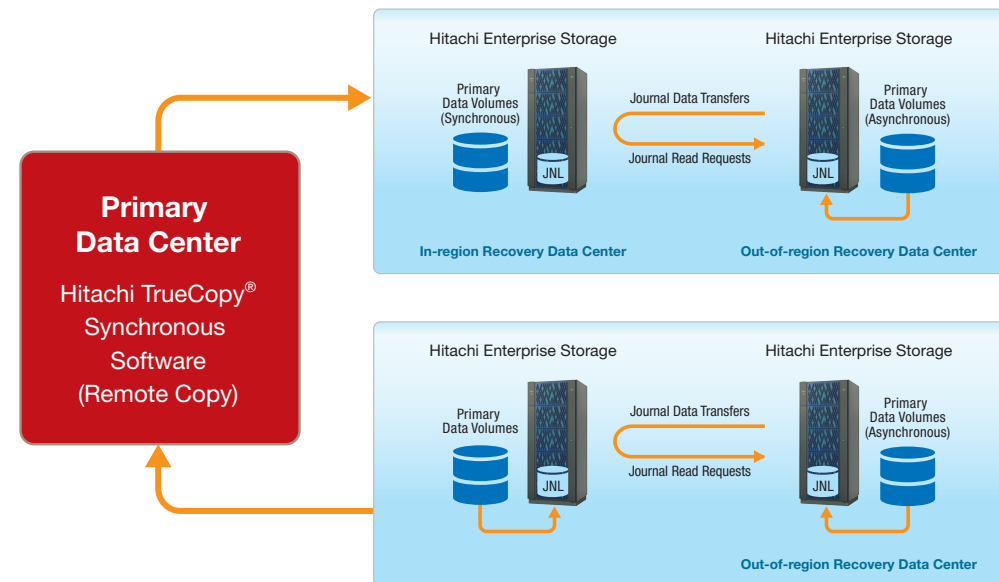 Primary
Data Center
Hitachi TrueCopy®
Synchronous
Software
(Remote Copy)
Hitachi Enterprise Storage
Primary
Data Volumes
(Synchronous)
JNL
Journal Data Transfers
Journal Read Requests
Hitachi Enterprise Storage
Primary
Data Volumes
(Asynchronous)
JNL
In-region Recovery Data Center
Out-of-region Recovery Data Center
Hitachi Enterprise Storage
Primary
Data Volumes
JNL
Journal Data Transfers
Journal Read Requests
Hitachi Enterprise Storage
Primary
Data Volumes
(Asynchronous)
JNL
Out-of-region Recovery Data Center